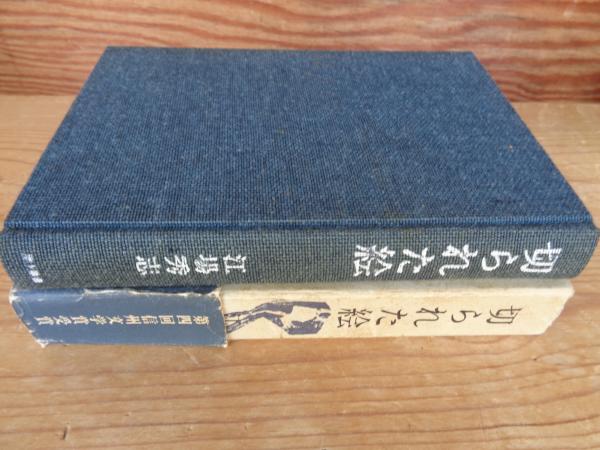 切られた絵
江場秀志
切られた絵
第四回信州文学賞受賞